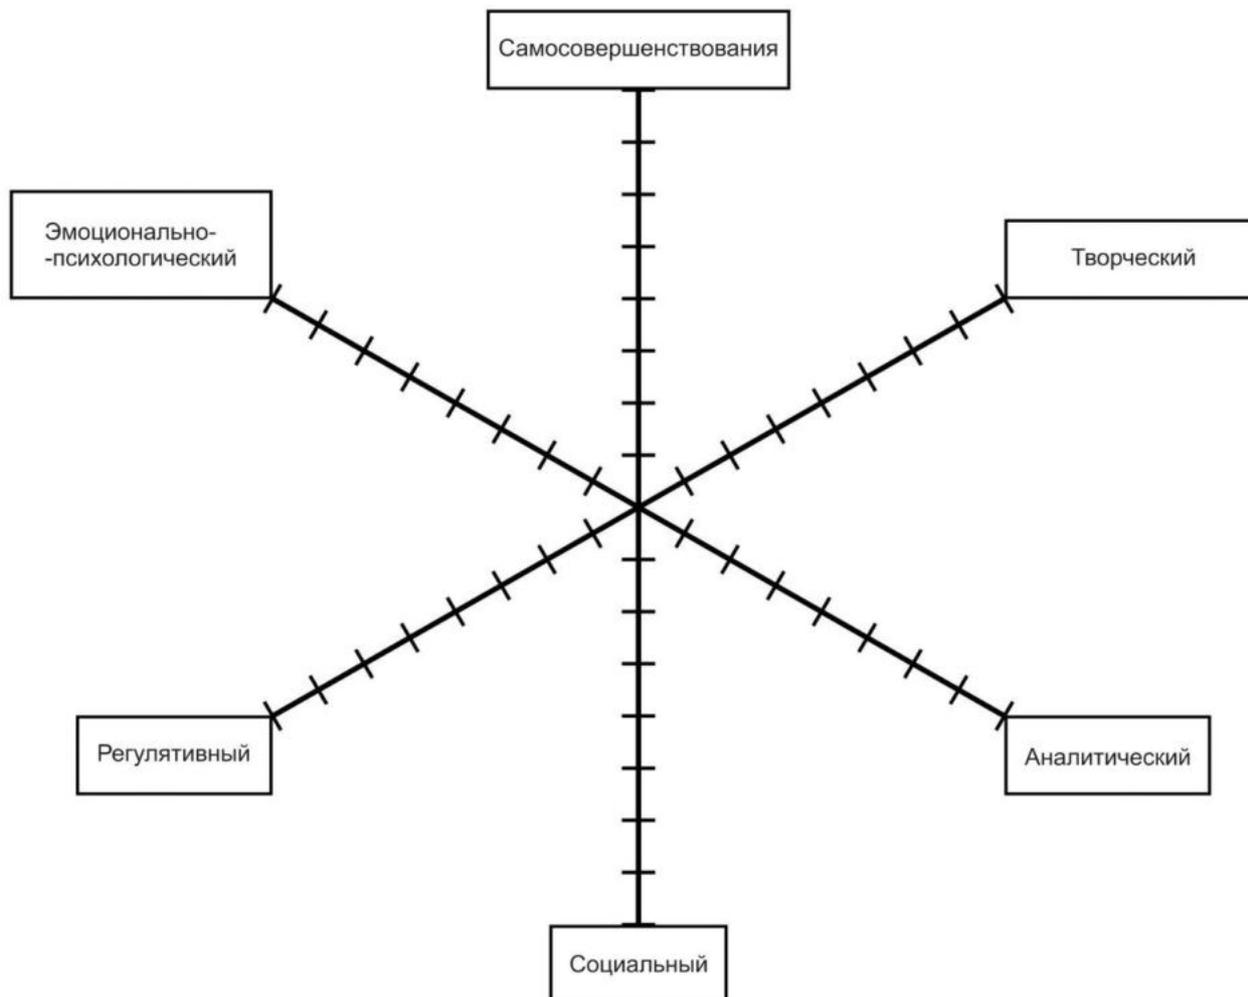 Самосовершенствования
Эмоционально-
-психологический
Творческий
Регулятивный
Аналитический
Социальный